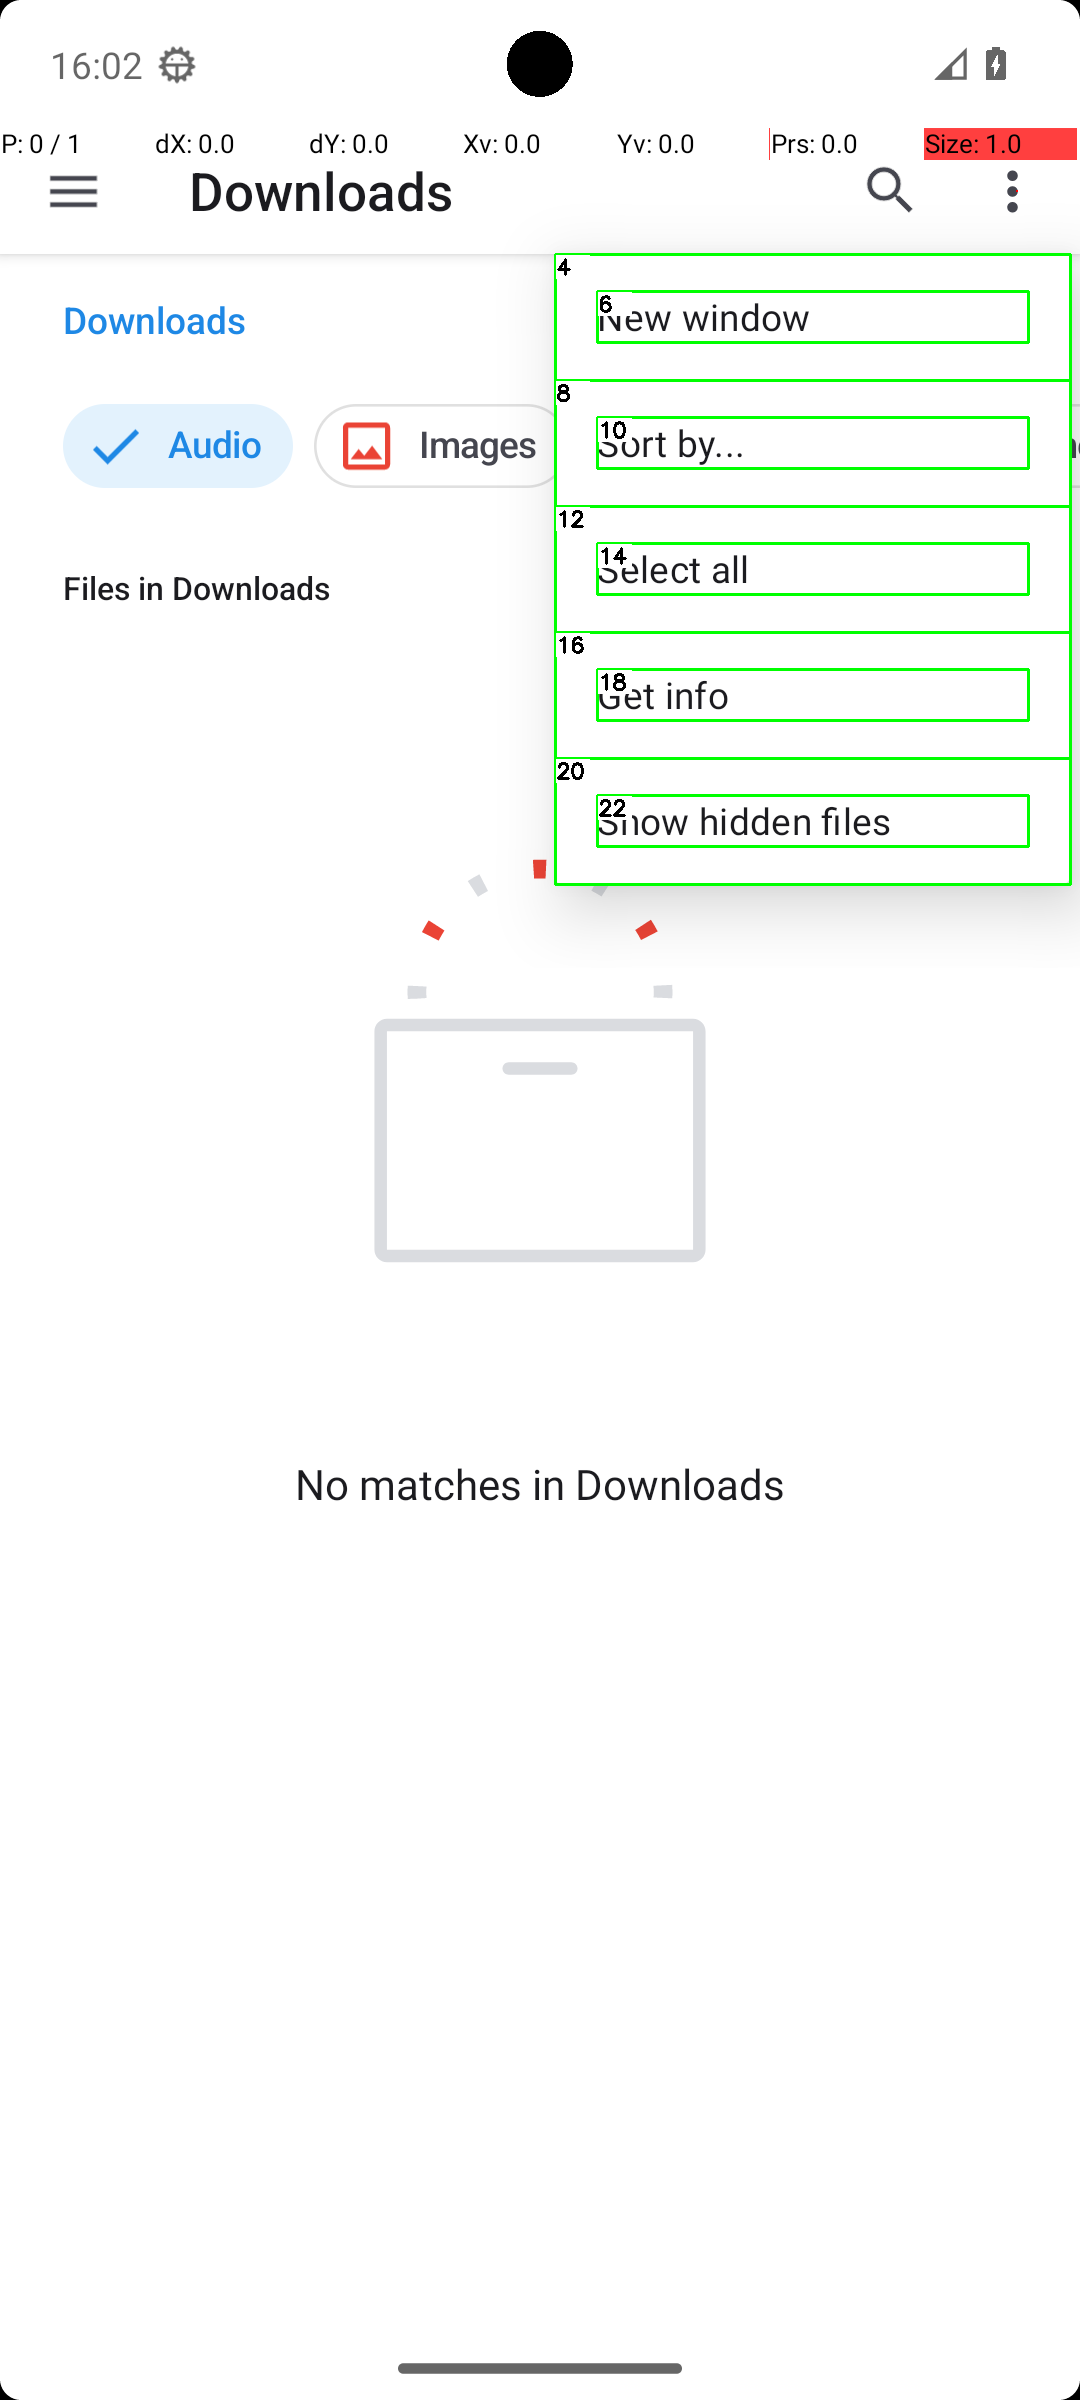 16:02
P: 0 / 1 dX: 0.0 dY: 0.0 Xv: 0.0 Yv: 0.0 Prs: 0.0 Size: 1.0
Downloads
4
Downloads
6
New window
8
Audio
Images
10
Sort by...
12
14
Select all
Files in Downloads
16
18
Get info
20
22
Show hidden files
No matches in Downloads